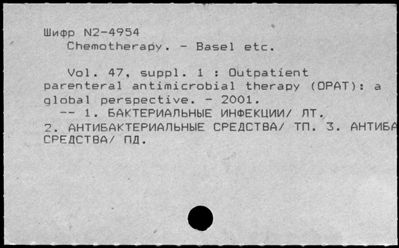 Шифр N2-4954
Chemotherapy. - Basel etc.
Vol. 47, suppl. 1 : Outpatient
parenteral antimicrobial therapy (OPAT): a
global perspective. - 2001.
-- 1. БАКТЕРИАЛЬНЫЕ ИНФЕКЦИИ/ ЛТ.
2. АНТИБАКТЕРИАЛЬНЫЕ СРЕДСТВА/ ТП. 3. АНТИБА
СРЕДСТВА/ ПД.